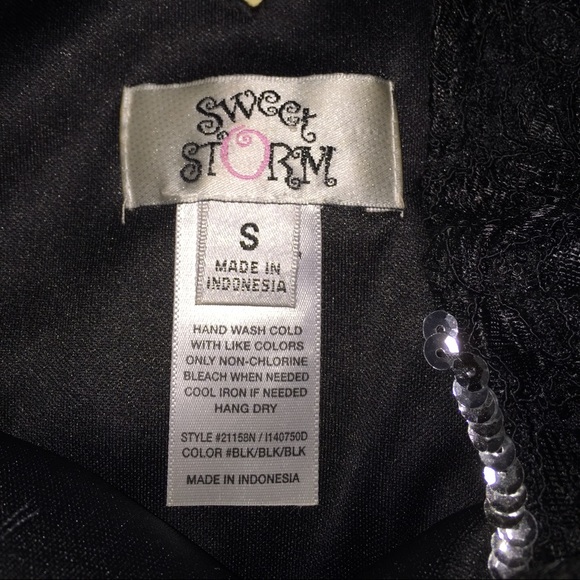 Sweet
STORM
S
MADE IN
INDONESIA
HAND WASH COLD
WITH LIKE COLORS
ONLY NON-CHLORINE
BLEACH WHEN NEEDED
COOL IRON IF NEEDED
HANG DRY
STYLE #21158N / I140750D
COLOR #BLK/BLK/BLK
MADE IN INDONESIA